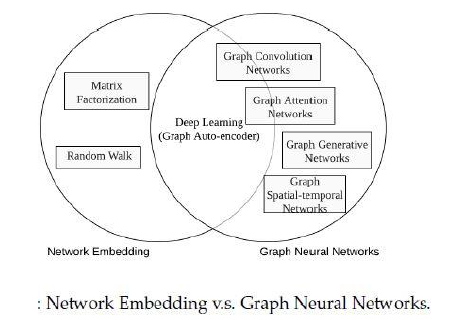 Graph Convolution
Networks
Matrix
Factorization
Graph Attention
Networks
Deep Learning
(Graph Auto-encoder)
Graph Generative
Networks
Random Walk
Graph
Spatial-temporal
Networks
Network Embedding
Graph Neural Networks
: Network Embedding v.s. Graph Neural Networks.